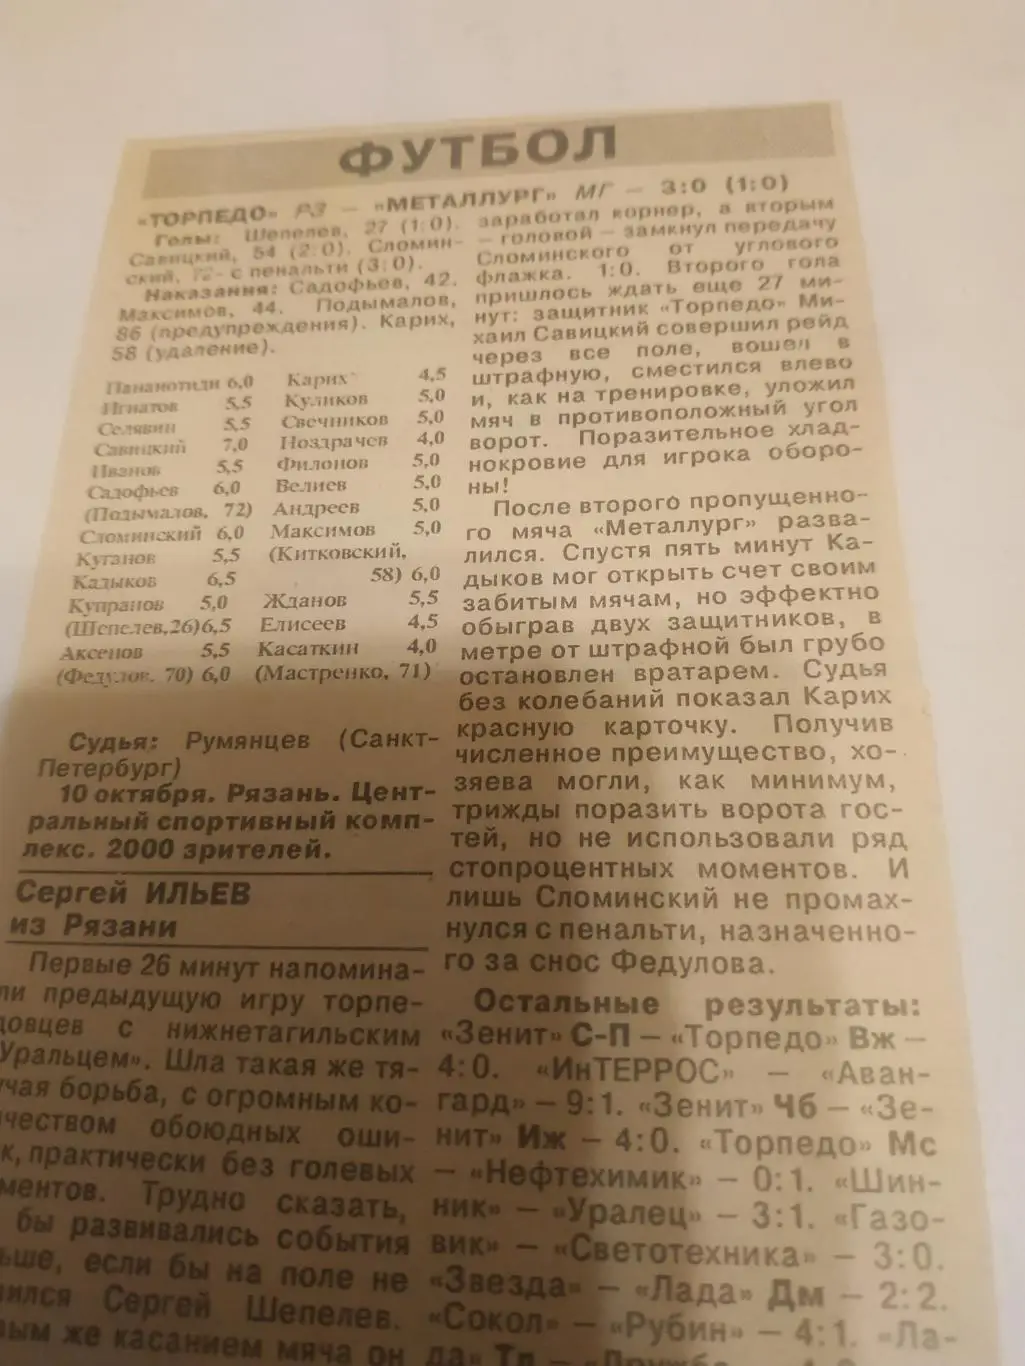 ФУТБОЛ
«ТОРПЕДО» РЗ – «МЕТАЛЛУРГ» МГ – 3:0 (1:0)
Голы: Шепелев, 27 (1:0).
Савицкий, 54 (2:0). Сломин-
ский, 72- с пенальти (3:0).
Наказания: Садофьев, 42.
Максимов, 44. Подымалов,
86 (предупреждения). Карих,
58 (удаление).
Панаиотиди 6,0 Карих 4,5
Игнатов 5,5 Куликов 5,0
Селявин 5,5 Свечников 5,0
Савицкий 7,0 Ноздрачев 4,0
Иванов 5,5 Филонов 5,0
Садофьев 6,0 Велиев 5,0
(Подымалов, 72) Андреев 5,0
Сломинский 6,0 Максимов 5,0
Куганов 5,5 (Китковский,
Кадыков 6,5 58) 6,0
Купранов 5,0 Жданов 5,5
(Шепелев,26)6,5 Елисеев 4,5
Аксенов 5,5 Касаткин 4,0
(Федулов, 70) 6,0 (Мастренко, 71)
Судья: Румянцев (Санкт-
Петербург)
10 октября. Рязань. Цент-
ральный спортивный комп-
лекс. 2000 зрителей.
Сергей ИЛЬЕВ
из Рязани
Первые 26 минут напомина-
ли предыдущую игру торпе-
довцев с нижнетагильским
Уральцем». Шла такая же тя-
учая борьба, с огромным ко-
ичеством обоюдных оши-
к, практически без голевых
ментов. Трудно сказать,
бы развивались события
ьше, если бы на поле не
вился Сергей Шепелев.
вым же касанием мяча он
заработал корнер, а вторым
– головой – замкнул передачу
Сломинского от углового
флажка. 1:0. Второго гола
пришлось ждать еще 27 ми-
нут: защитник «Торпедо» Ми-
хаил Савицкий совершил рейд
через все поле, вошел в
штрафную, сместился влево
и, как на тренировке, уложил
мяч в противоположный угол
ворот. Поразительное хлад-
нокровие для игрока оборо-
ны!
После второго пропущенно-
го мяча «Металлург» разва-
лился. Спустя пять минут Ка-
дыков мог открыть счет своим
забитым мячам, но эффектно
обыграв двух защитников, в
метре от штрафной был грубо
остановлен вратарем. Судья
без колебаний показал Карих
красную карточку. Получив
численное преимущество, хо-
зяева могли, как минимум,
трижды поразить ворота гос-
тей, но не использовали ряд
стопроцентных моментов. И
лишь Сломинский не промах-
нулся с пенальти, назначенно-
го за снос Федулова.
Остальные результаты:
«Зенит» С-П – «Торпедо» Вж –
4:0. «ИнТЕРРОС» – «Аван-
гард» – 9:1. «Зенит» Чб – «Зе-
нит» Иж – 4:0. «Торпедо» Мс
– «Нефтехимик» – 0:1. «Шин-
ник» – «Уралец» – 3:1. «Газо-
вик» – «Светотехника» – 3:0.
«Звезда» – «Лада» Дм – 2:2.
«Сокол» – «Рубин» – 4:1. «Ла-
да» Тл –